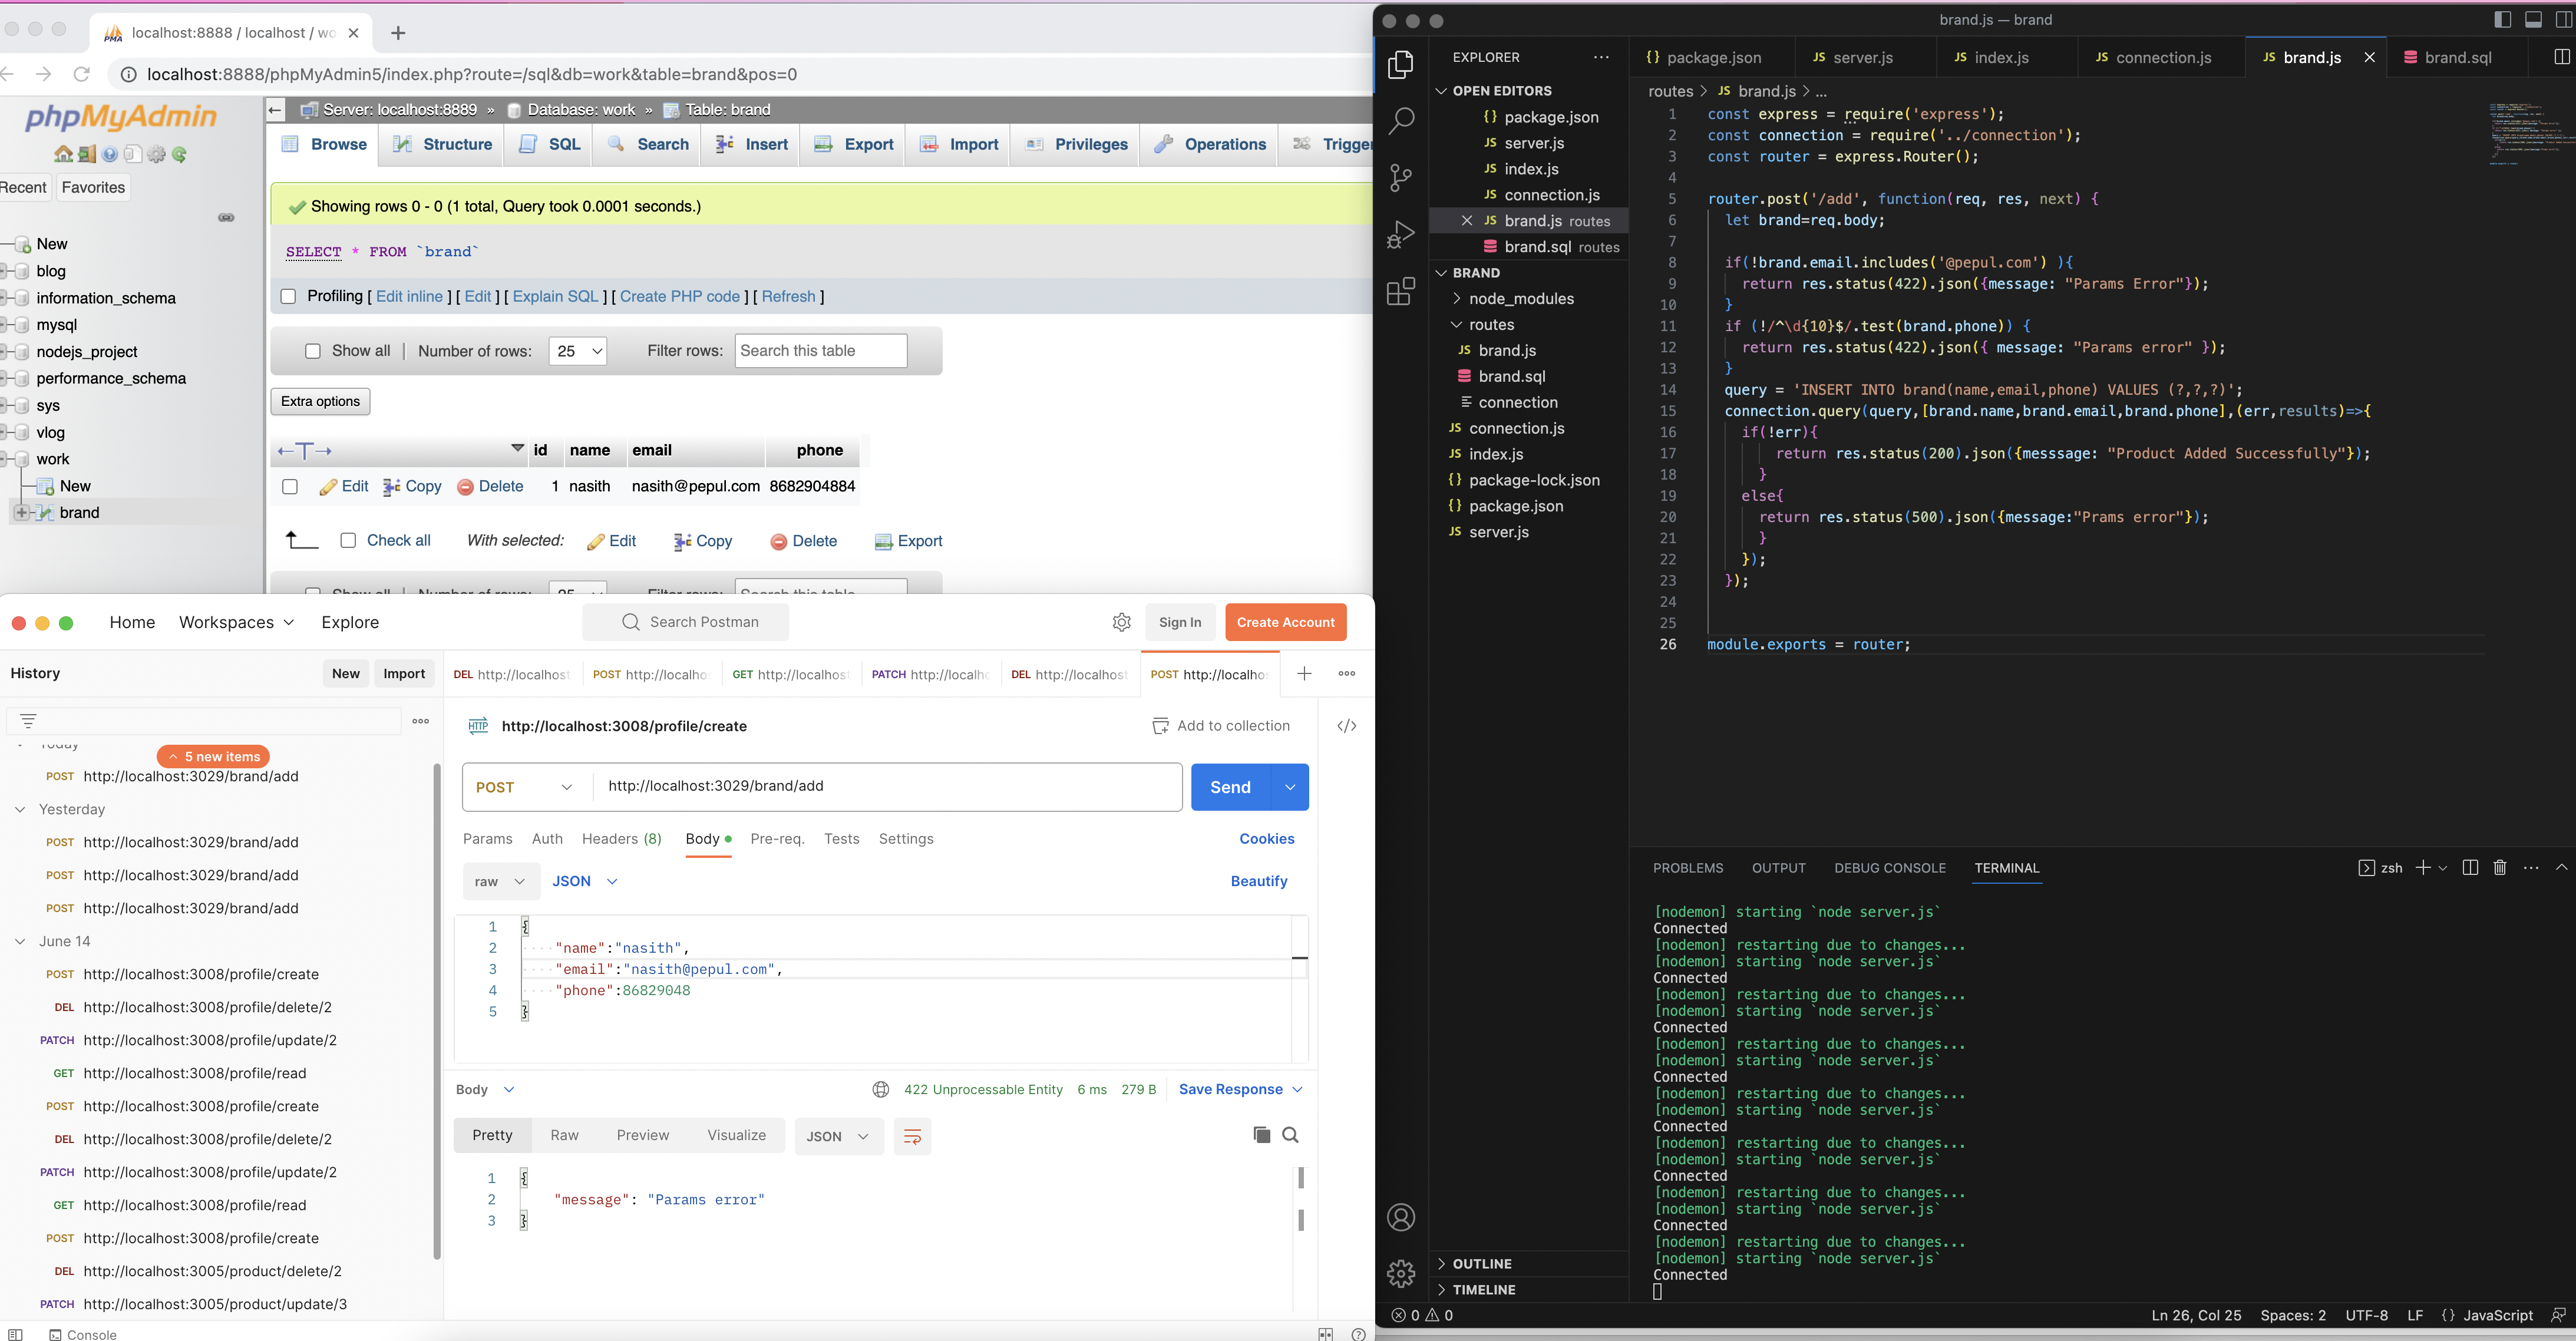 localhost:8888 / localhost / wo
localhost:8888/phpMyAdmin5/index.php?route=/sql&db=work&table=brand&pos=0
phpMyAdmin
Recent Favorites
New
blog
information_schema
mysql
nodejs_project
performance_schema
sys
vlog
work
New
brand
Server: localhost:8889 » Database: work » Table: brand
Browse Structure SQL Search Insert Export Import Privileges Operations Trigger
Showing rows 0 - 0 (1 total, Query took 0.0001 seconds.)
SELECT * FROM `brand`
Profiling [ Edit inline ] [ Edit ] [ Explain SQL ] [ Create PHP code ] [ Refresh ]
Show all | Number of rows: 25 Filter rows: Search this table
Extra options
←T→ id name email phone
Edit Copy Delete 1 nasith nasith@pepul.com 8682904884
Check all With selected: Edit Copy Delete Export
Show all Number of rows: 25 Filter rows: Search this table
Home Workspaces Explore Search Postman Sign In Create Account
History New Import
Today
5 new items
POST http://localhost:3029/brand/add
Yesterday
POST http://localhost:3029/brand/add
POST http://localhost:3029/brand/add
POST http://localhost:3029/brand/add
June 14
POST http://localhost:3008/profile/create
DEL http://localhost:3008/profile/delete/2
PATCH http://localhost:3008/profile/update/2
GET http://localhost:3008/profile/read
POST http://localhost:3008/profile/create
DEL http://localhost:3008/profile/delete/2
PATCH http://localhost:3008/profile/update/2
GET http://localhost:3008/profile/read
POST http://localhost:3008/profile/create
DEL http://localhost:3005/product/delete/2
PATCH http://localhost:3005/product/update/3
Console
DEL http://localhost POST http://localho GET http://localhost PATCH http://localh DEL http://localhost POST http://localho
HTTP http://localhost:3008/profile/create Add to collection </>
POST http://localhost:3029/brand/add Send
Params Auth Headers (8) Body Pre-req. Tests Settings Cookies
raw JSON Beautify
1 {
2 "name":"nasith",
3 "email":"nasith@pepul.com",
4 "phone":86829048
5 }
Body 422 Unprocessable Entity 6 ms 279 B Save Response
Pretty Raw Preview Visualize JSON
1 {
2 "message": "Params error"
3 }
brand.js — brand
EXPLORER
OPEN EDITORS
package.json
server.js
index.js
connection.js
brand.js routes
brand.sql routes
BRAND
node_modules
routes
brand.js
brand.sql
connection
connection.js
index.js
package-lock.json
package.json
server.js
OUTLINE
TIMELINE
{} package.json JS server.js JS index.js JS connection.js JS brand.js brand.sql
routes > JS brand.js > ...
1 const express = require('express');
2 const connection = require('../connection');
3 const router = express.Router();
4
5 router.post('/add', function(req, res, next) {
6 let brand=req.body;
7
8 if(!brand.email.includes('@pepul.com') ){
9 return res.status(422).json({message: "Params Error"});
10 }
11 if (!/^\d{10}$/.test(brand.phone)) {
12 return res.status(422).json({ message: "Params error" });
13 }
14 query = 'INSERT INTO brand(name,email,phone) VALUES (?,?,?)';
15 connection.query(query,[brand.name,brand.email,brand.phone],(err,results)=>{
16 if(!err){
17 return res.status(200).json({messsage: "Product Added Successfully"});
18 }
19 else{
20 return res.status(500).json({message:"Prams error"});
21 }
22 });
23 });
24
25
26 module.exports = router;
PROBLEMS OUTPUT DEBUG CONSOLE TERMINAL zsh
[nodemon] starting `node server.js`
Connected
[nodemon] restarting due to changes...
[nodemon] starting `node server.js`
Connected
[nodemon] restarting due to changes...
[nodemon] starting `node server.js`
Connected
[nodemon] restarting due to changes...
[nodemon] starting `node server.js`
Connected
[nodemon] restarting due to changes...
[nodemon] starting `node server.js`
Connected
[nodemon] restarting due to changes...
[nodemon] starting `node server.js`
Connected
[nodemon] restarting due to changes...
[nodemon] starting `node server.js`
Connected
[nodemon] restarting due to changes...
[nodemon] starting `node server.js`
Connected
0 0 Ln 26, Col 25 Spaces: 2 UTF-8 LF {} JavaScript